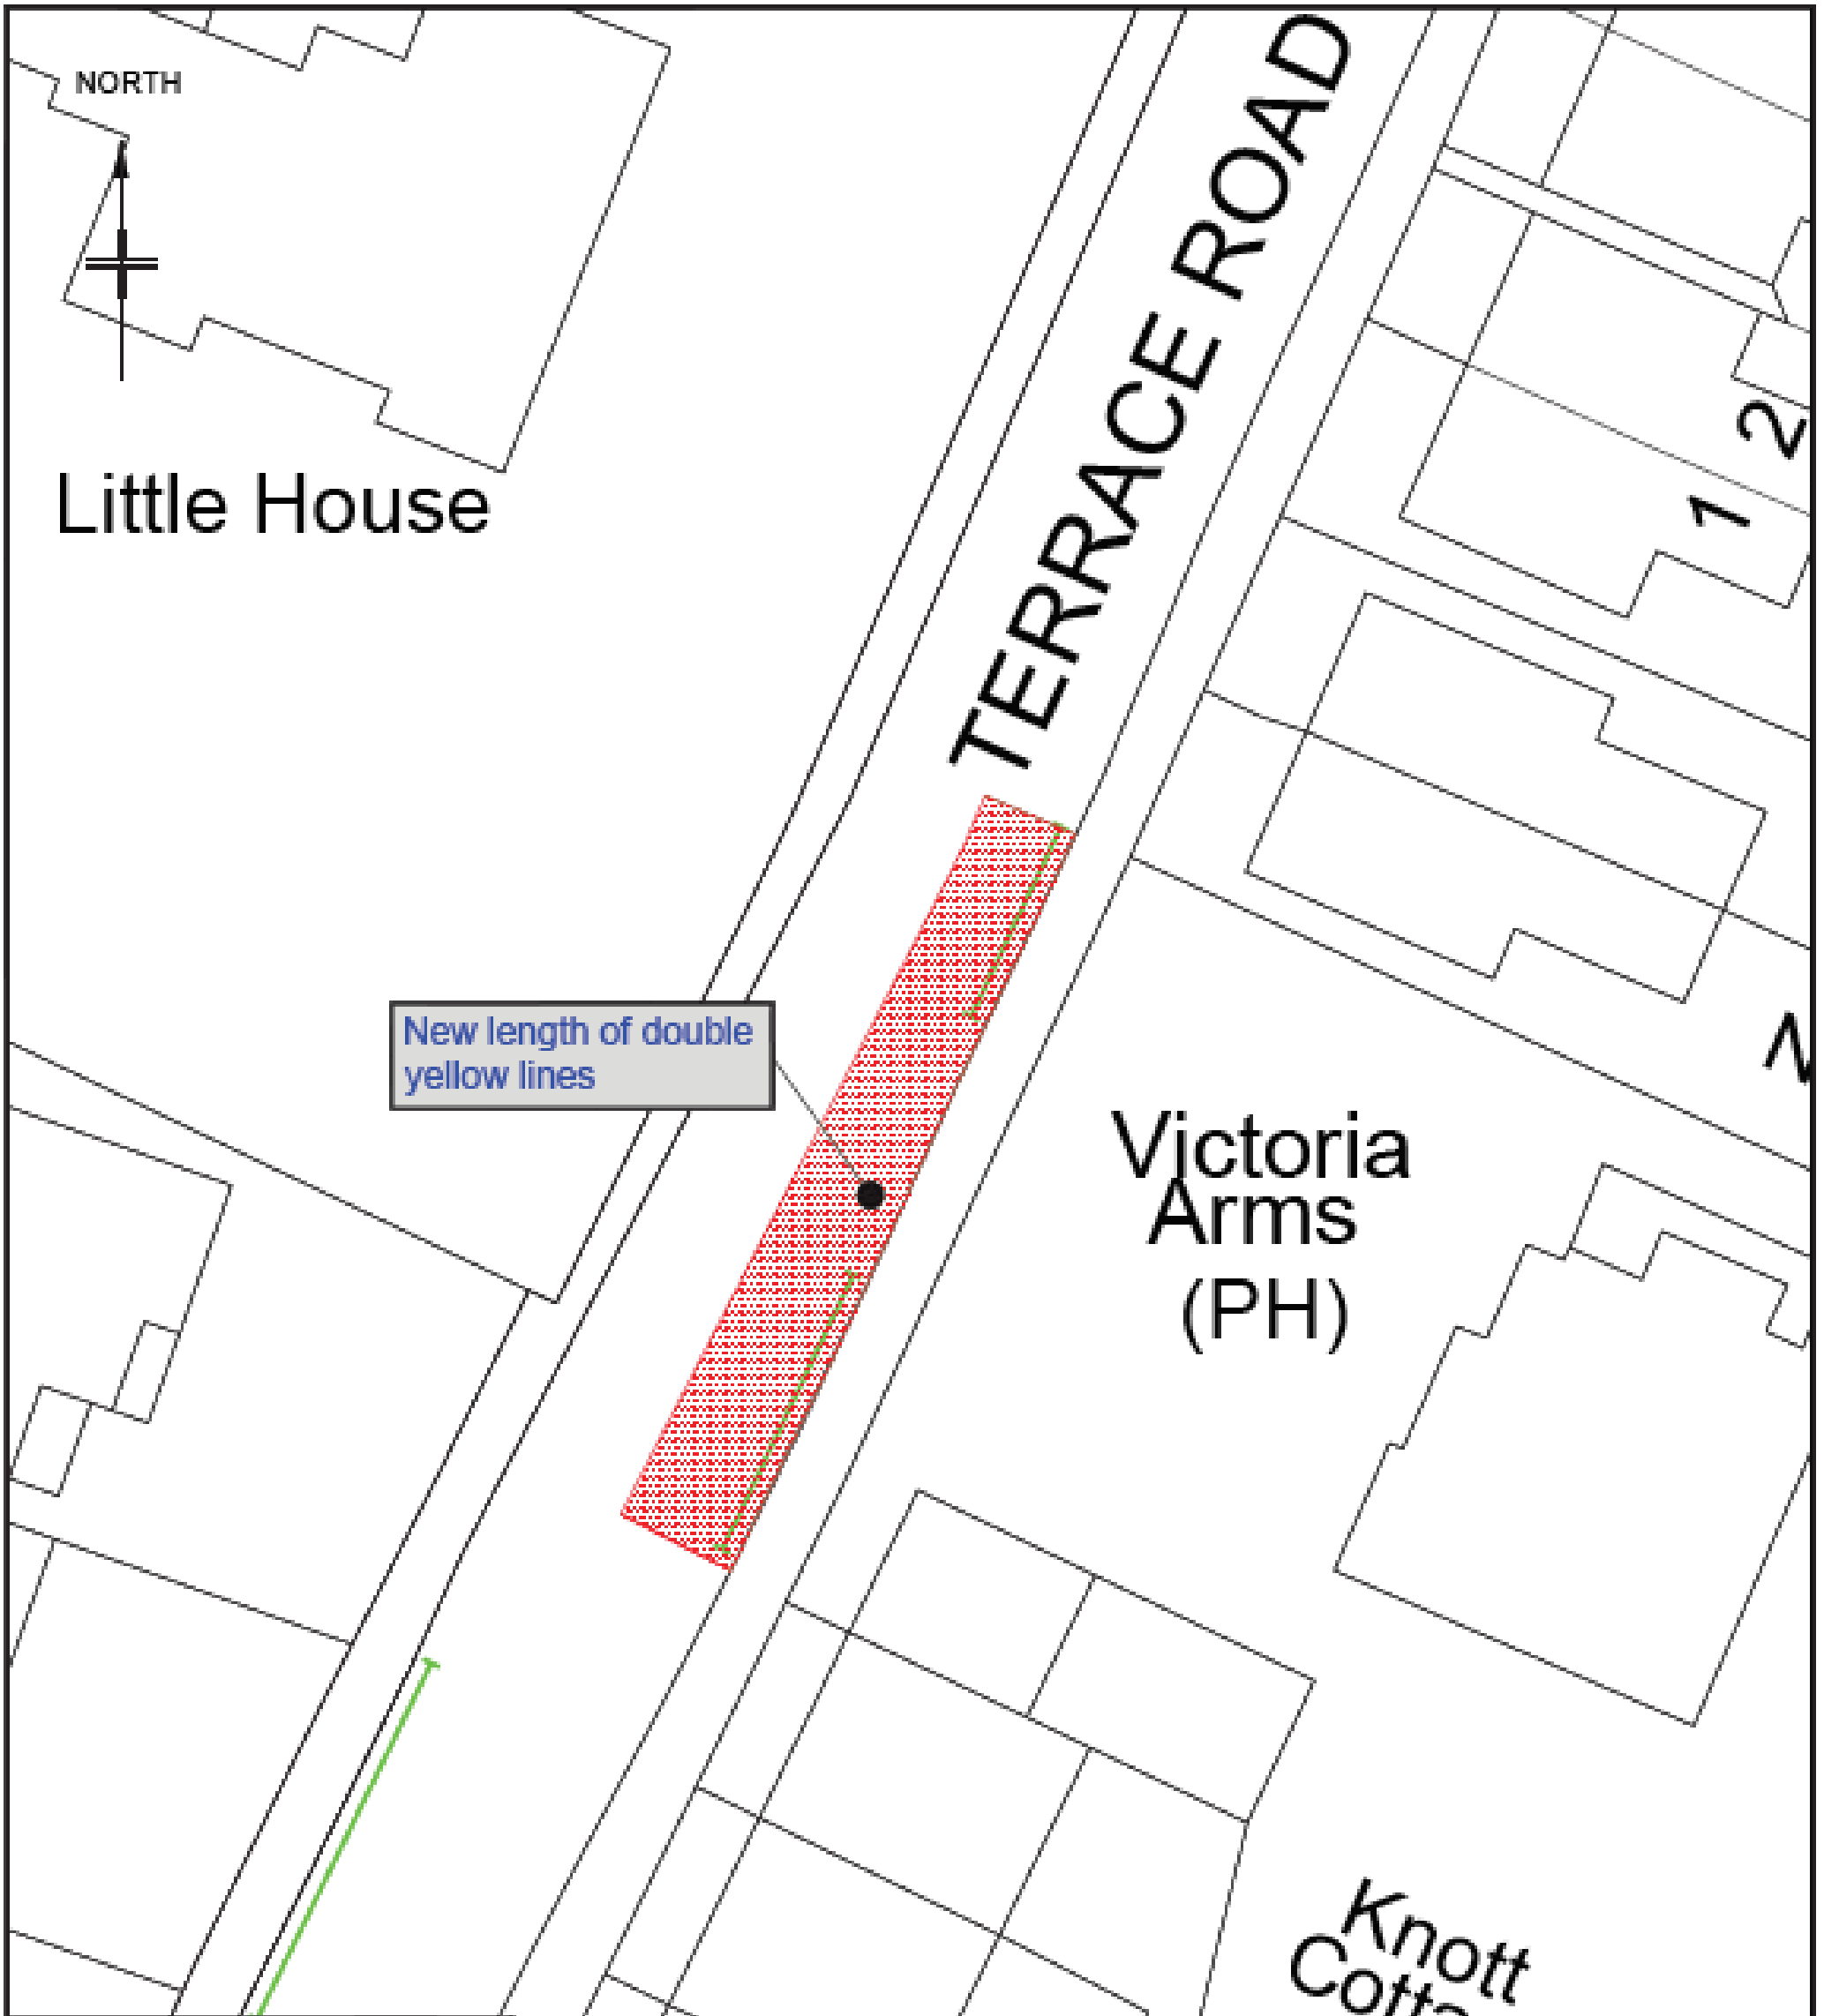 NORTH
TERRACE ROAD
2
Little House
1
New length of double
yellow lines
Victoria
Arms
(PH)
Knott